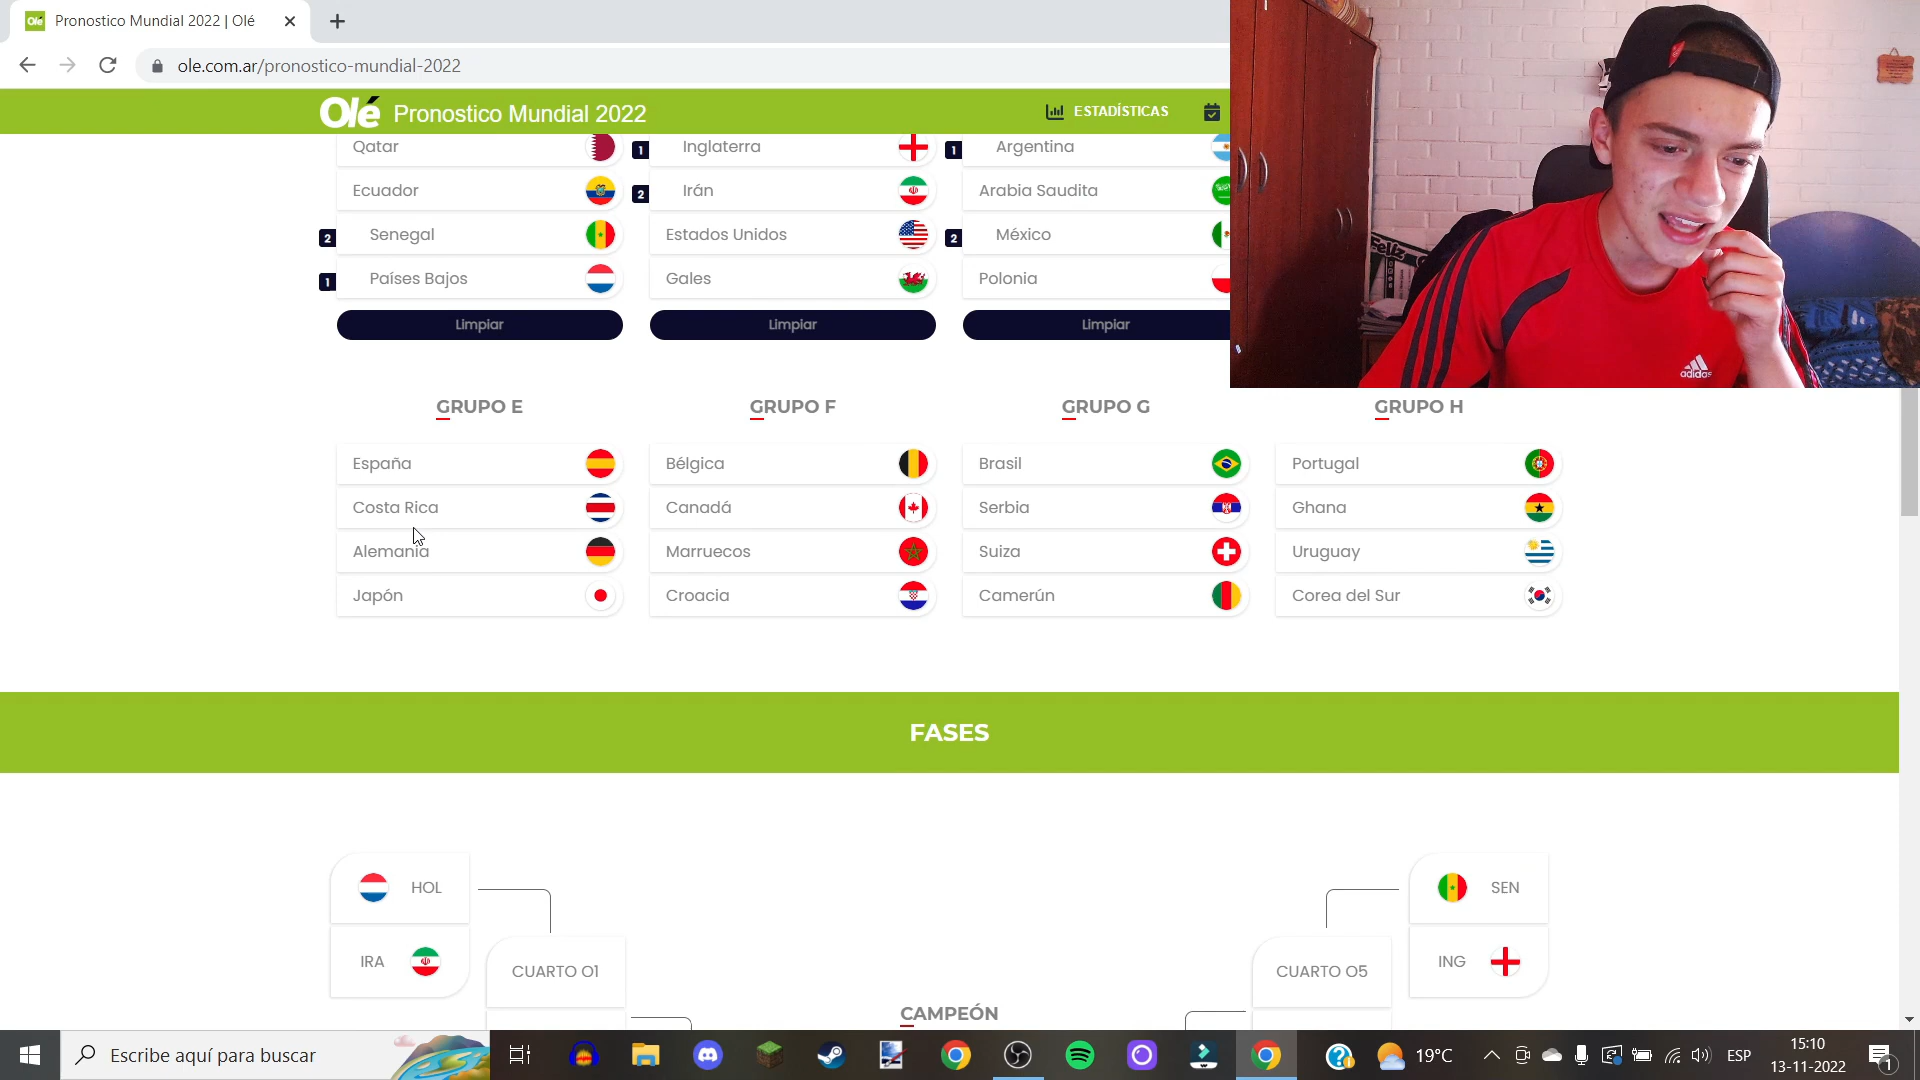 Pronostico Mundial 2022 | Olé
ole.com.ar/pronostico-mundial-2022
Olé Pronostico Mundial 2022
ESTADÍSTICAS
Qatar
1 Inglaterra
1 Argentina
Ecuador
2 Irán
Arabia Saudita
2 Senegal
Estados Unidos
2 México
1 Países Bajos
Gales
Polonia
Limpiar
Limpiar
Limpiar
Feliz
adidas
GRUPO E
GRUPO F
GRUPO G
GRUPO H
España
Bélgica
Brasil
Portugal
Costa Rica
Canadá
Serbia
Ghana
Alemania
Marruecos
Suiza
Uruguay
Japón
Croacia
Camerún
Corea del Sur
FASES
HOL
SEN
IRA
ING
CUARTO O1
CUARTO O5
CAMPEÓN
Escribe aquí para buscar
19°C
ESP
15:10
13-11-2022
1